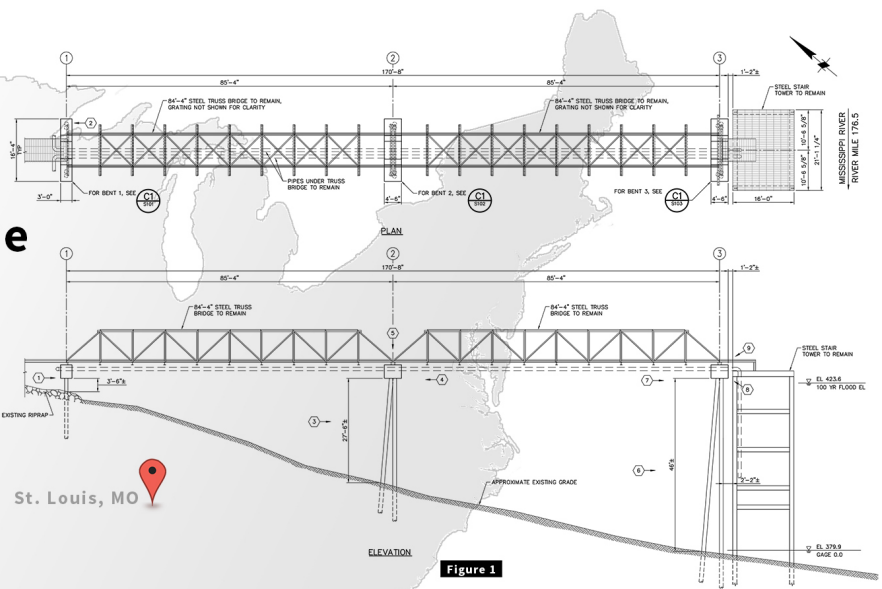 1
2
3
170'-8"
1'-2"±
85'-4"
85'-4"
STEEL STAIR
TOWER TO REMAIN
84'-4" STEEL TRUSS BRIDGE TO REMAIN,
GRATING NOT SHOWN FOR CLARITY
84'-4" STEEL TRUSS BRIDGE TO REMAIN,
GRATING NOT SHOWN FOR CLARITY
2
16'-4"
TYP
10'-6 5/8"
10'-6 5/8"
21'-1 1/4"
MISSISSIPPI RIVER
RIVER MILE 176.5
PIPES UNDER TRUSS
BRIDGE TO REMAIN
3'-0"
FOR BENT 1, SEE
C1
S101
4'-6"
FOR BENT 2, SEE
C1
S102
FOR BENT 3, SEE
C1
S103
4'-6"
16'-0"
PLAN
e
1
2
3
170'-8"
1'-2"±
85'-4"
85'-4"
84'-4" STEEL TRUSS
BRIDGE TO REMAIN
84'-4" STEEL TRUSS
BRIDGE TO REMAIN
5
9
STEEL STAIR
TOWER TO REMAIN
1
3'-6"±
4
7
8
EL 423.6
100 YR FLOOD EL
EXISTING RIPRAP
3
27'-6"±
46'±
6
2'-2"±
APPROXIMATE EXISTING GRADE
St. Louis, MO
EL 379.9
GAGE 0.0
ELEVATION
Figure 1